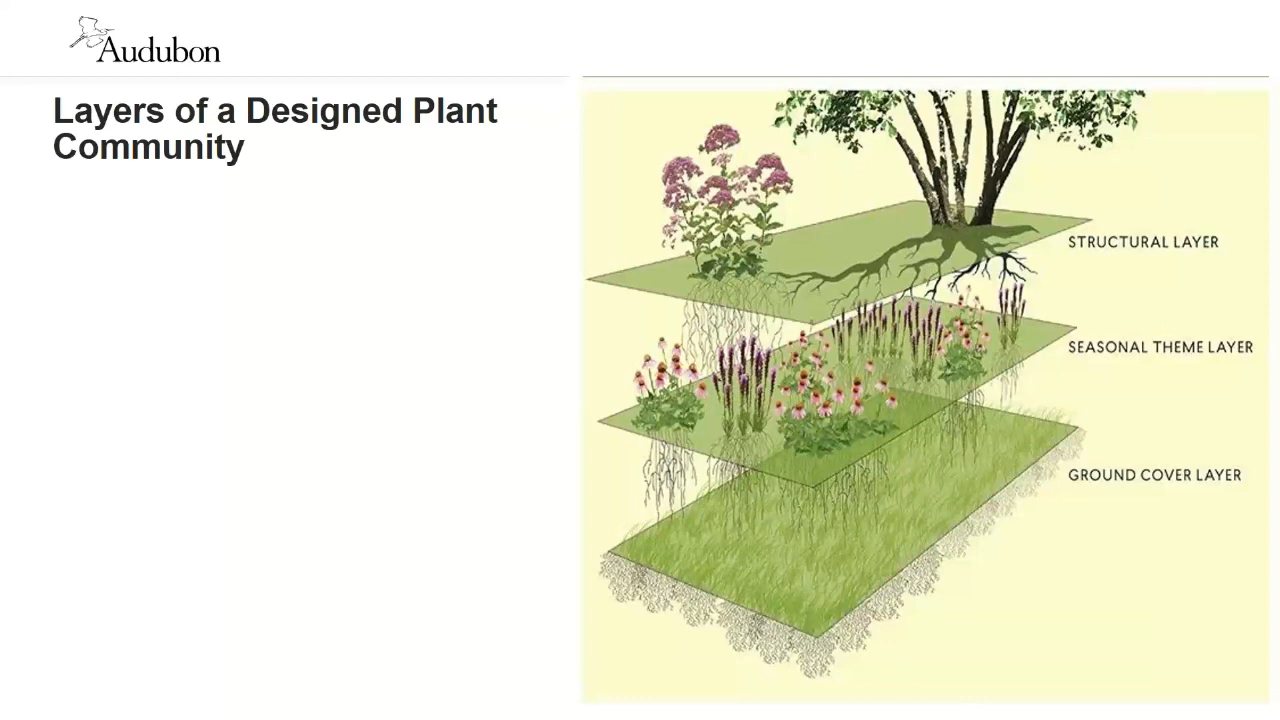 Audubon
Layers of a Designed Plant
Community
STRUCTURAL LAYER
SEASONAL THEME LAYER
GROUND COVER LAYER